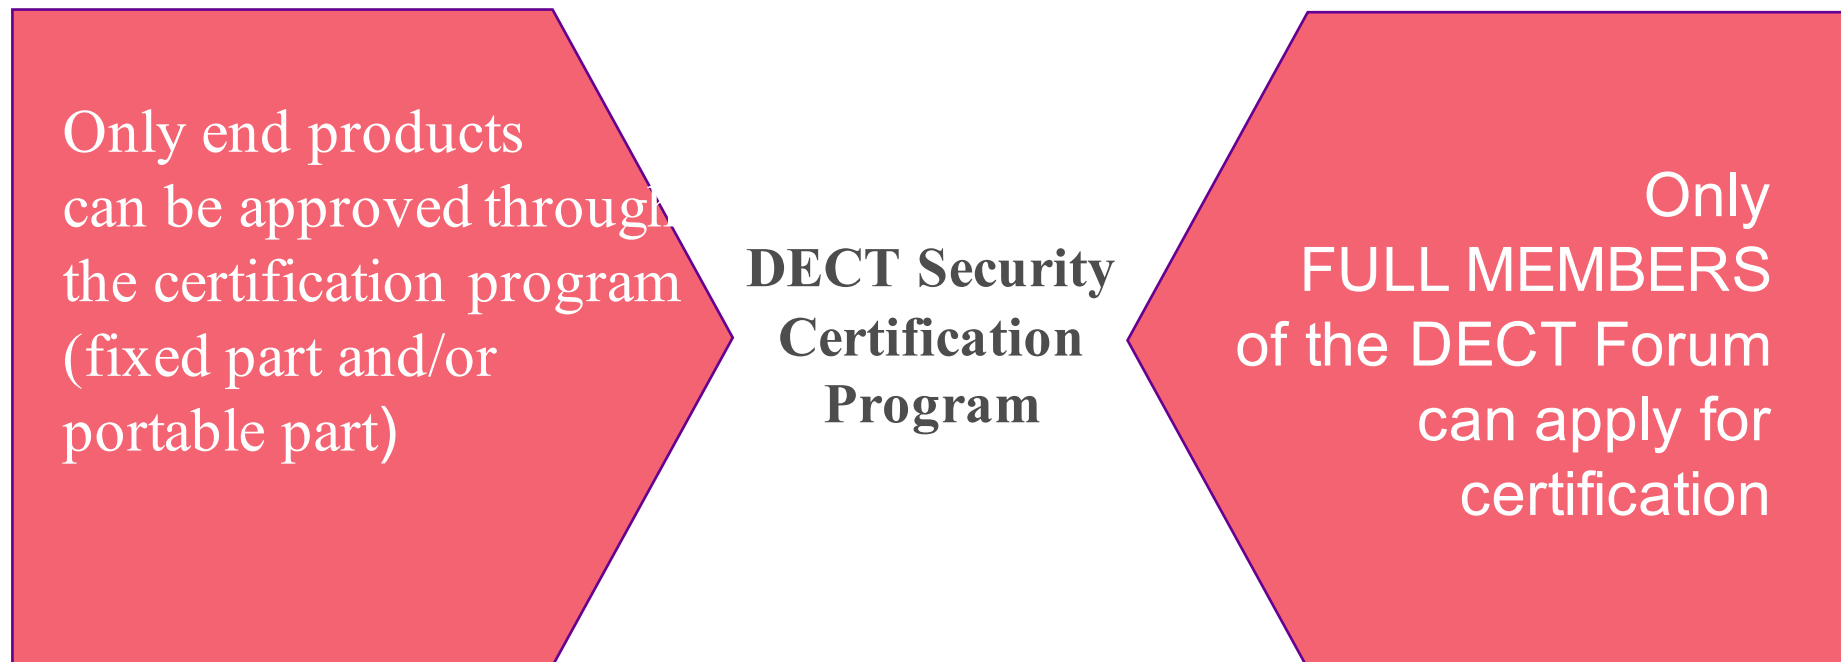 Only end products
can be approved through
the certification program
(fixed part and/or
portable part)
DECT Security
Certification
Program
Only
FULL MEMBERS
of the DECT Forum
can apply for
certification